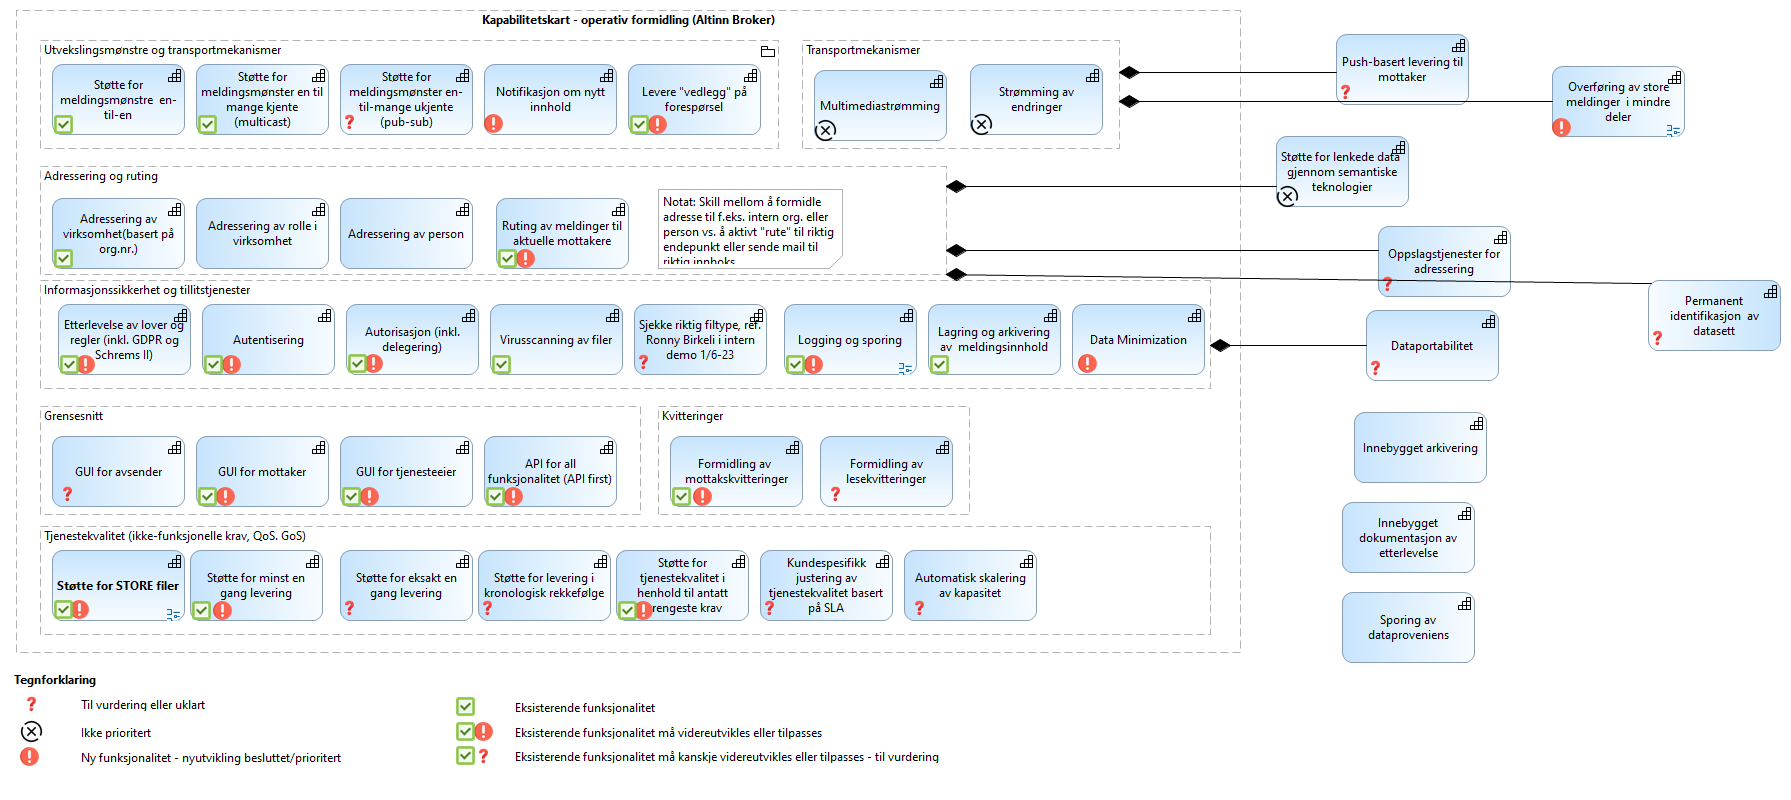 Kapabilitetskart - operativ formidling (Altinn Broker)
Utvekslingsmønstre og transportmekanismer
Støtte for
meldingsmønstre en-
til-en
Støtte for
meldingsmønster en til
mange kjente
(multicast)
Støtte for
meldingsmønster en-
til-mange ukjente
(pub-sub)
Notifikasjon om nytt
innhold
Levere "vedlegg" på
forespørsel
Transportmekanismer
Multimediastrømming
Strømming av
endringer
Push-basert levering til
mottaker
Overføring av store
meldinger i mindre
deler
Støtte for lenkede data
gjennom semantiske
teknologier
Adressering og ruting
Adressering av
virksomhet(basert på
org.nr.)
Adressering av rolle i
virksomhet
Adressering av person
Ruting av meldinger til
aktuelle mottakere
Notat: Skill mellom å formidle
adresse til f.eks. intern org. eller
person vs. å aktivt "rute" til riktig
endepunkt eller sende mail til
riktig innboks
Oppslagstjenester for
adressering
Permanent
identifikasjon av
datasett
Informasjonssikkerhet og tillitstjenester
Etterlevelse av lover og
regler (inkl. GDPR og
Schrems II)
Autentisering
Autorisasjon (inkl.
delegering)
Virusscanning av filer
Sjekke riktig filtype, ref.
Ronny Birkeli i intern
demo 1/6-23
Logging og sporing
Lagring og arkivering
av meldingsinnhold
Data Minimization
Dataportabilitet
Grensesnitt
GUI for avsender
GUI for mottaker
GUI for tjenesteeier
API for all
funksjonalitet (API first)
Kvitteringer
Formidling av
mottakskvitteringer
Formidling av
lesekvitteringer
Innebygget arkivering
Innebygget
dokumentasjon av
etterlevelse
Sporing av
dataproveniens
Tjenestekvalitet (ikke-funksjonelle krav, QoS. GoS)
Støtte for STORE filer
Støtte for minst en
gang levering
Støtte for eksakt en
gang levering
Støtte for levering i
kronologisk rekkefølge
Støtte for
tjenestekvalitet i
henhold til antatt
rengeste krav
Kundespesifikk
justering av
tjenestekvalitet basert
på SLA
Automatisk skalering
av kapasitet
Tegnforklaring
Til vurdering eller uklart
Ikke prioritert
Ny funksjonalitet - nyutvikling besluttet/prioritert
Eksisterende funksjonalitet
Eksisterende funksjonalitet må videreutvikles eller tilpasses
Eksisterende funksjonalitet må kanskje videreutvikles eller tilpasses - til vurdering